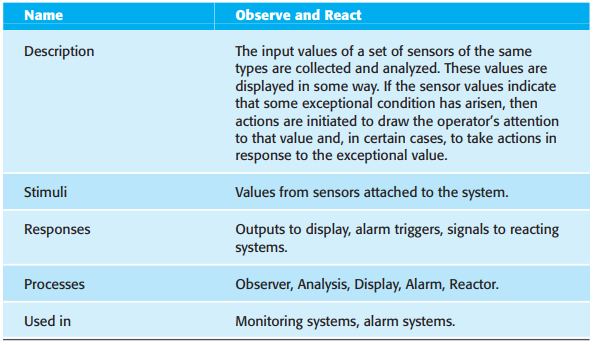 Name Observe and React
Description The input values of a set of sensors of the same
types are collected and analyzed. These values are
displayed in some way. If the sensor values indicate
that some exceptional condition has arisen, then
actions are initiated to draw the operator’s attention
to that value and, in certain cases, to take actions in
response to the exceptional value.
Stimuli Values from sensors attached to the system.
Responses Outputs to display, alarm triggers, signals to reacting
systems.
Processes Observer, Analysis, Display, Alarm, Reactor.
Used in Monitoring systems, alarm systems.